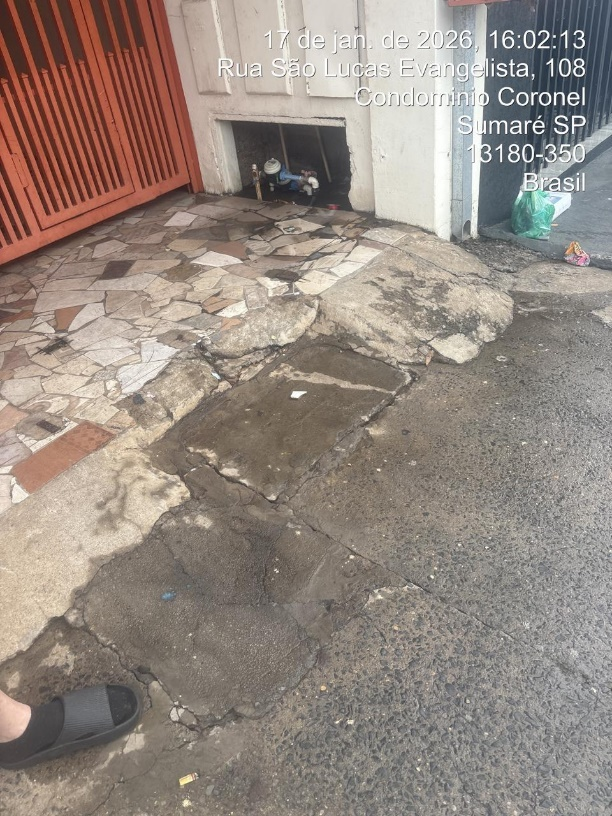 17 de jan. de 2026, 16:02:13
Rua São Lucas Evangelista, 108
Condomínio Coronel
Sumaré SP
13180-350
Brasil